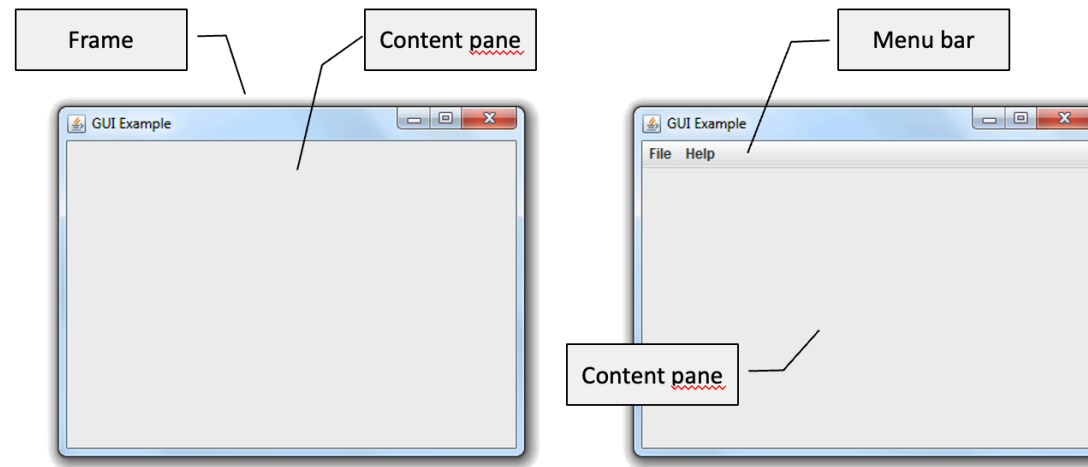 Frame
Content pane
Menu bar
GUI Example
GUI Example
File Help
Content pane